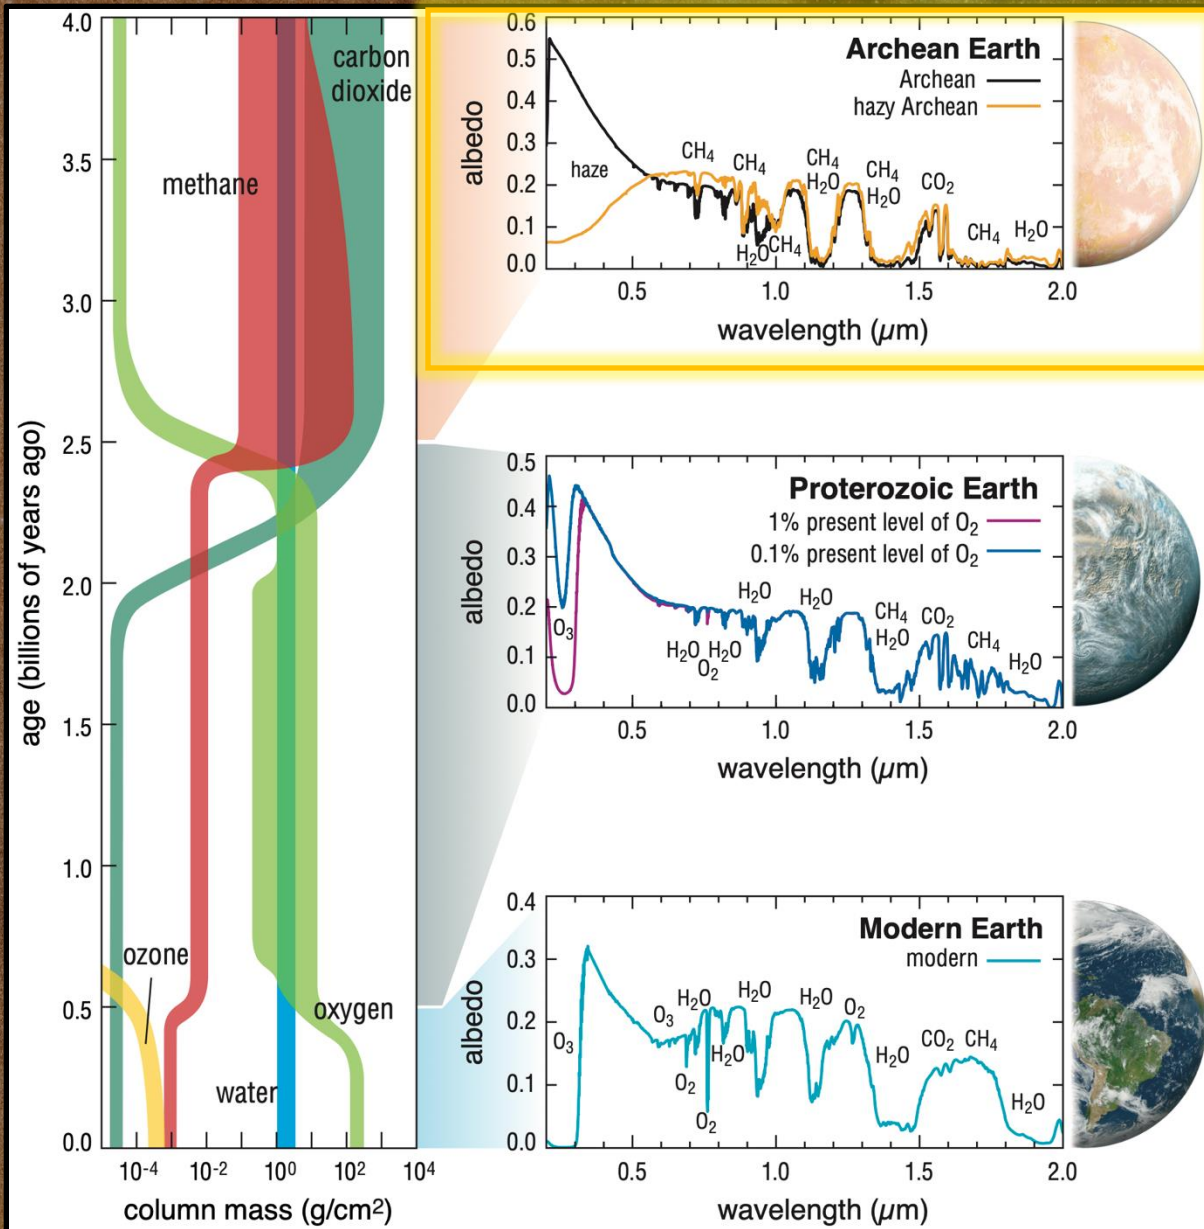 age (billions of years ago)
4.0
3.5
3.0
2.5
2.0
1.5
1.0
0.5
0.0
carbon
dioxide
methane
ozone
oxygen
water
10⁻⁴
10⁻²
10⁰
10²
10⁴
column mass (g/cm²)
albedo
0.6
0.5
0.4
0.3
0.2
0.1
0.0
Archean Earth
Archean
hazy Archean
haze
CH₄
CH₄
CH₄
H₂O
CH₄
H₂O
CO₂
H₂O
CH₄
CH₄
H₂O
0.5
1.0
1.5
2.0
wavelength (μm)
albedo
0.5
0.4
0.3
0.2
0.1
0.0
Proterozoic Earth
1% present level of O₂
0.1% present level of O₂
O₃
H₂O
O₂
H₂O
H₂O
H₂O
CH₄
H₂O
CO₂
CH₄
H₂O
0.5
1.0
1.5
2.0
wavelength (μm)
albedo
0.4
0.3
0.2
0.1
0.0
Modern Earth
modern
O₃
O₃
H₂O
O₂
O₂
H₂O
H₂O
H₂O
O₂
H₂O
CO₂
CH₄
H₂O
0.5
1.0
1.5
2.0
wavelength (μm)